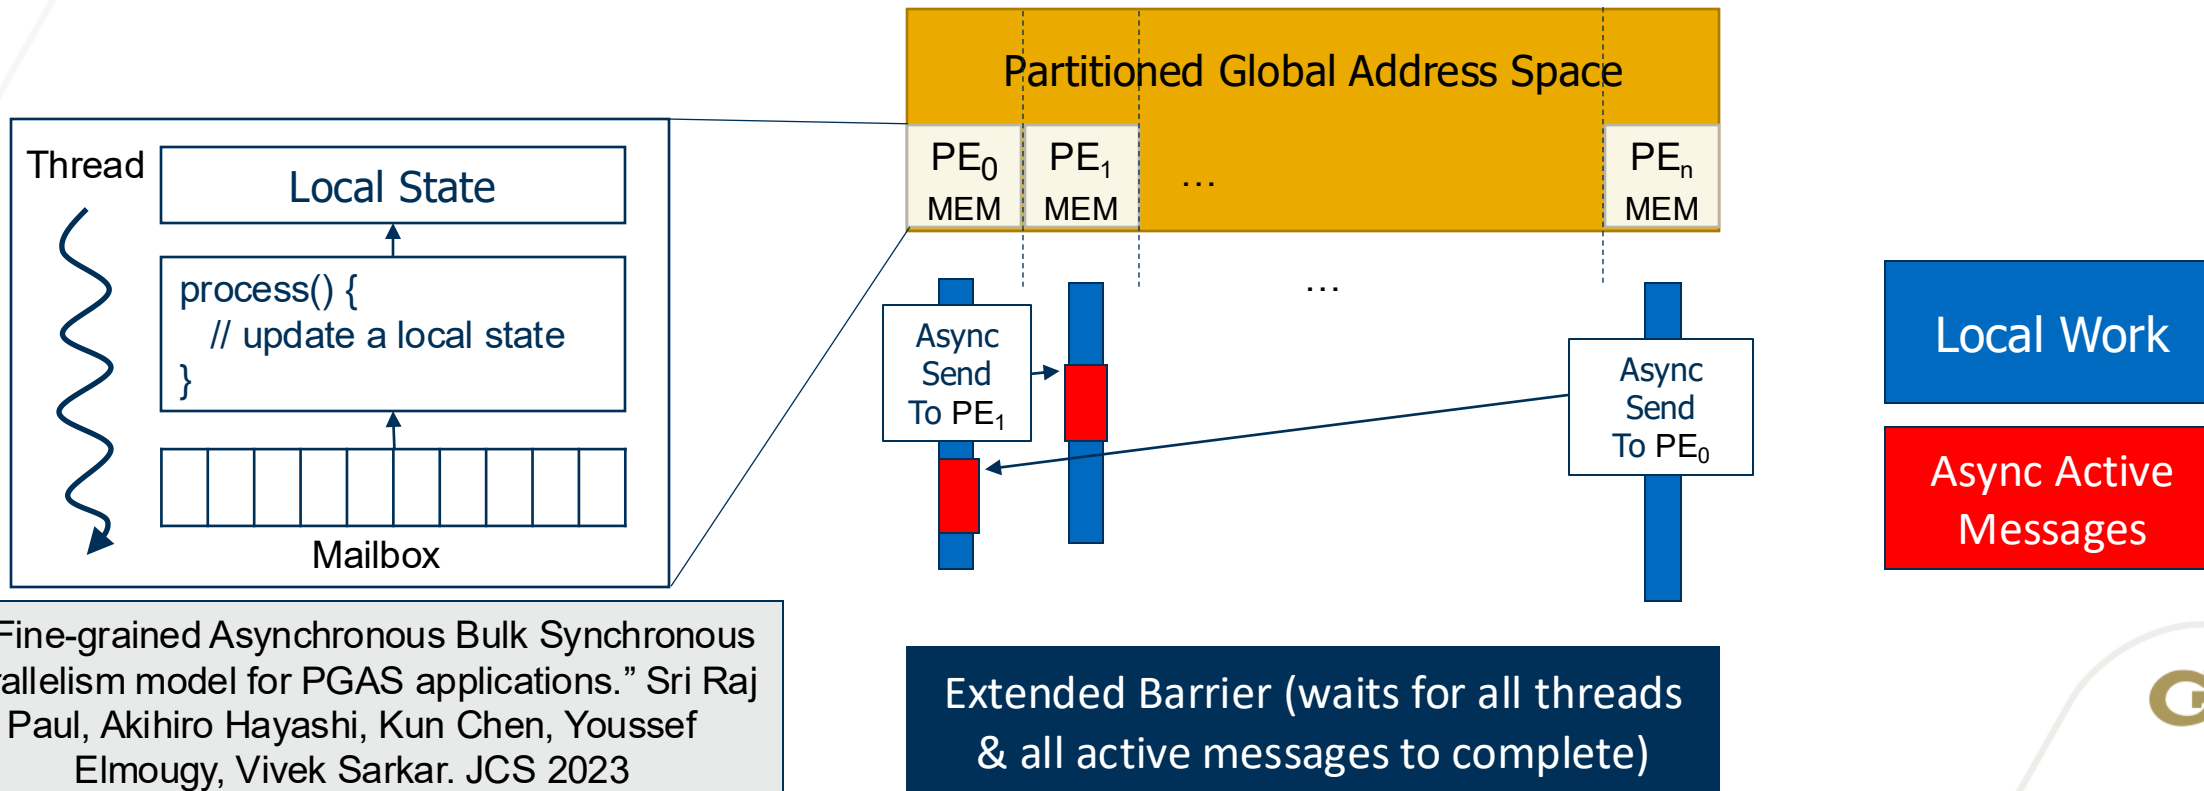 Partitioned Global Address Space
PE0
MEM
PE1
MEM
…
PEn
MEM
Thread
Local State
process() {
// update a local state
}
Mailbox
…
Async
Send
To PE1
Async
Send
To PE0
Local Work
Async Active
Messages
Fine-grained Asynchronous Bulk Synchronous
model for PGAS applications.” Sri Raj
Paul, Akihiro Hayashi, Kun Chen, Youssef
Elmougy, Vivek Sarkar. JCS 2023
Extended Barrier (waits for all threads
& all active messages to complete)